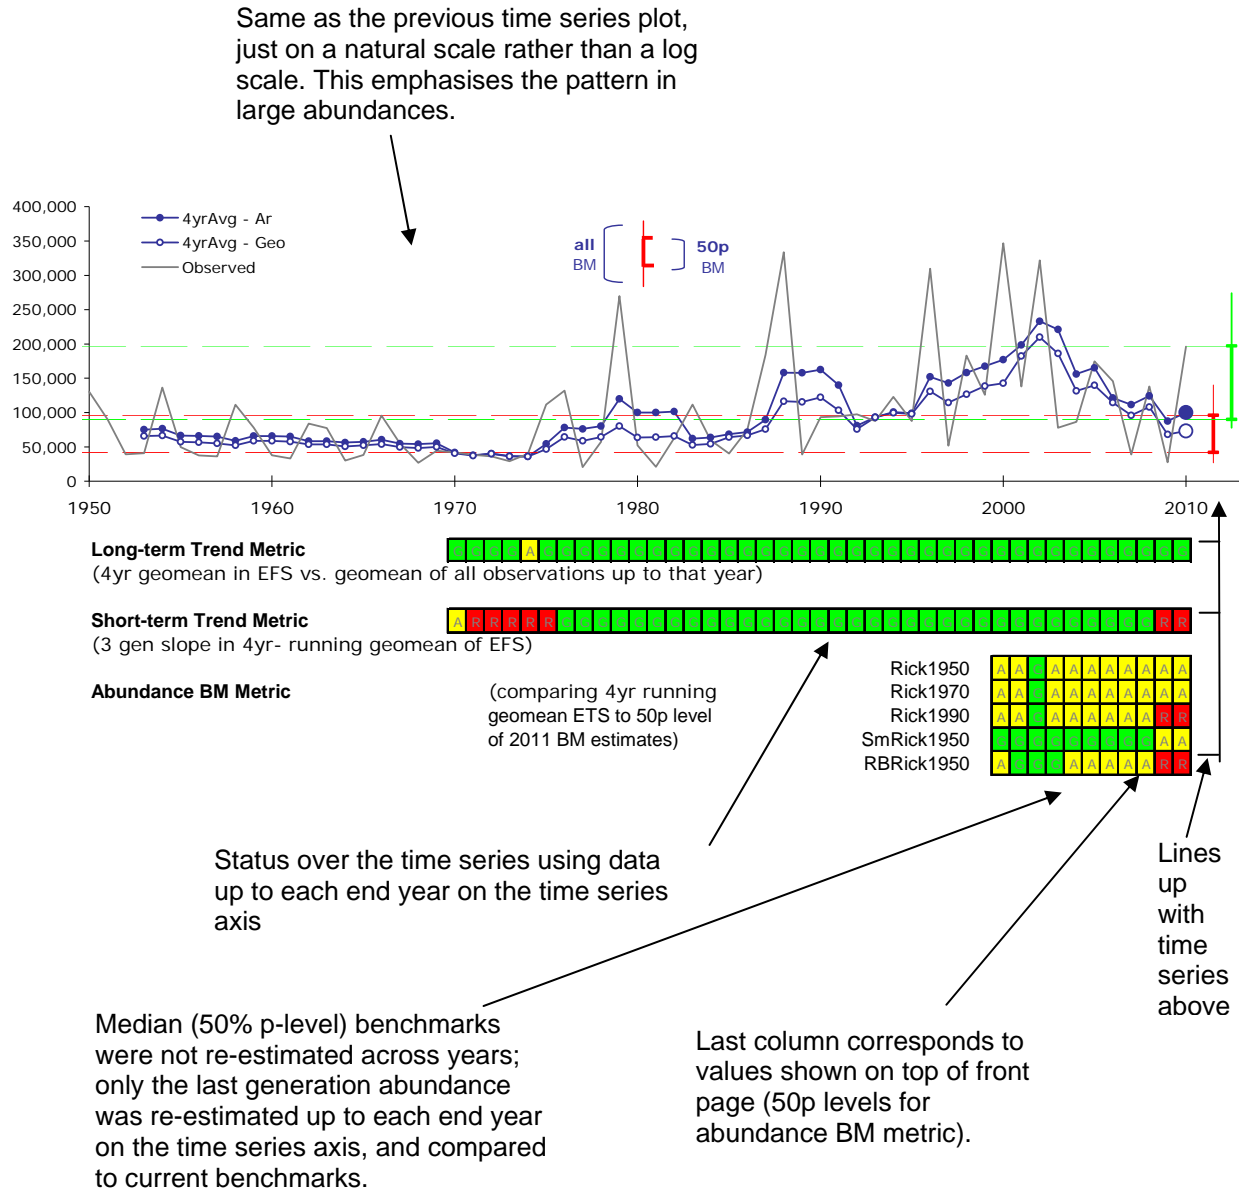 Same as the previous time series plot,
just on a natural scale rather than a log
scale. This emphasises the pattern in
large abundances.
400,000
350,000
300,000
250,000
200,000
150,000
100,000
50,000
0
4yrAvg - Ar
4yrAvg - Geo
Observed
all
BM
50p
BM
1950 1960 1970 1980 1990 2000 2010
Long-term Trend Metric
G G G G A G G G G G G G G G G G G G G G G G G G G G G G G G G G G G G G G G G G G
(4yr geomean in EFS vs. geomean of all observations up to that year)
Short-term Trend Metric
A R R R R R G G G G G G G G G G G G G G G G G G G G G G G G G G G G G G G G G R R
(3 gen slope in 4yr- running geomean of EFS)
Abundance BM Metric
(comparing 4yr running
geomean ETS to 50p level
of 2011 BM estimates)
Rick1950 A A G A A A A A A A A
Rick1970 A A A A A A A A A A A
Rick1990 A A G A A A A A A R R
SmRick1950 G G G G G G G G G A A
RBRick1950 A G G G A A A A A R R
Status over the time series using data
up to each end year on the time series
axis
Lines
up
with
time
series
above
Median (50% p-level) benchmarks
were not re-estimated across years;
only the last generation abundance
was re-estimated up to each end year
on the time series axis, and compared
to current benchmarks.
Last column corresponds to
values shown on top of front
page (50p levels for
abundance BM metric).